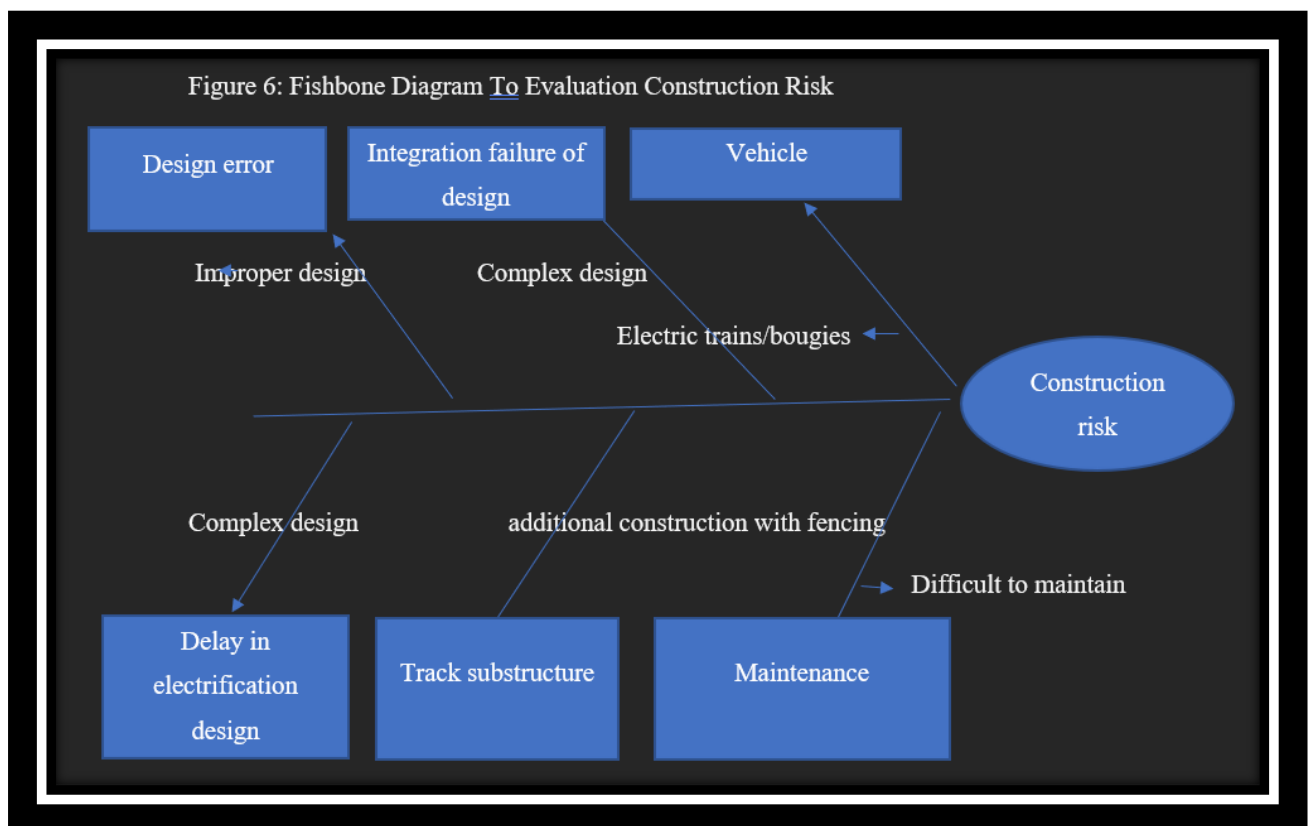 Figure 6: Fishbone Diagram To Evaluation Construction Risk
Design error
Integration failure of
design
Vehicle
Improper design
Complex design
Electric trains/bougies
Construction
risk
Complex design
additional construction with fencing
Difficult to maintain
Delay in
electrification
design
Track substructure
Maintenance